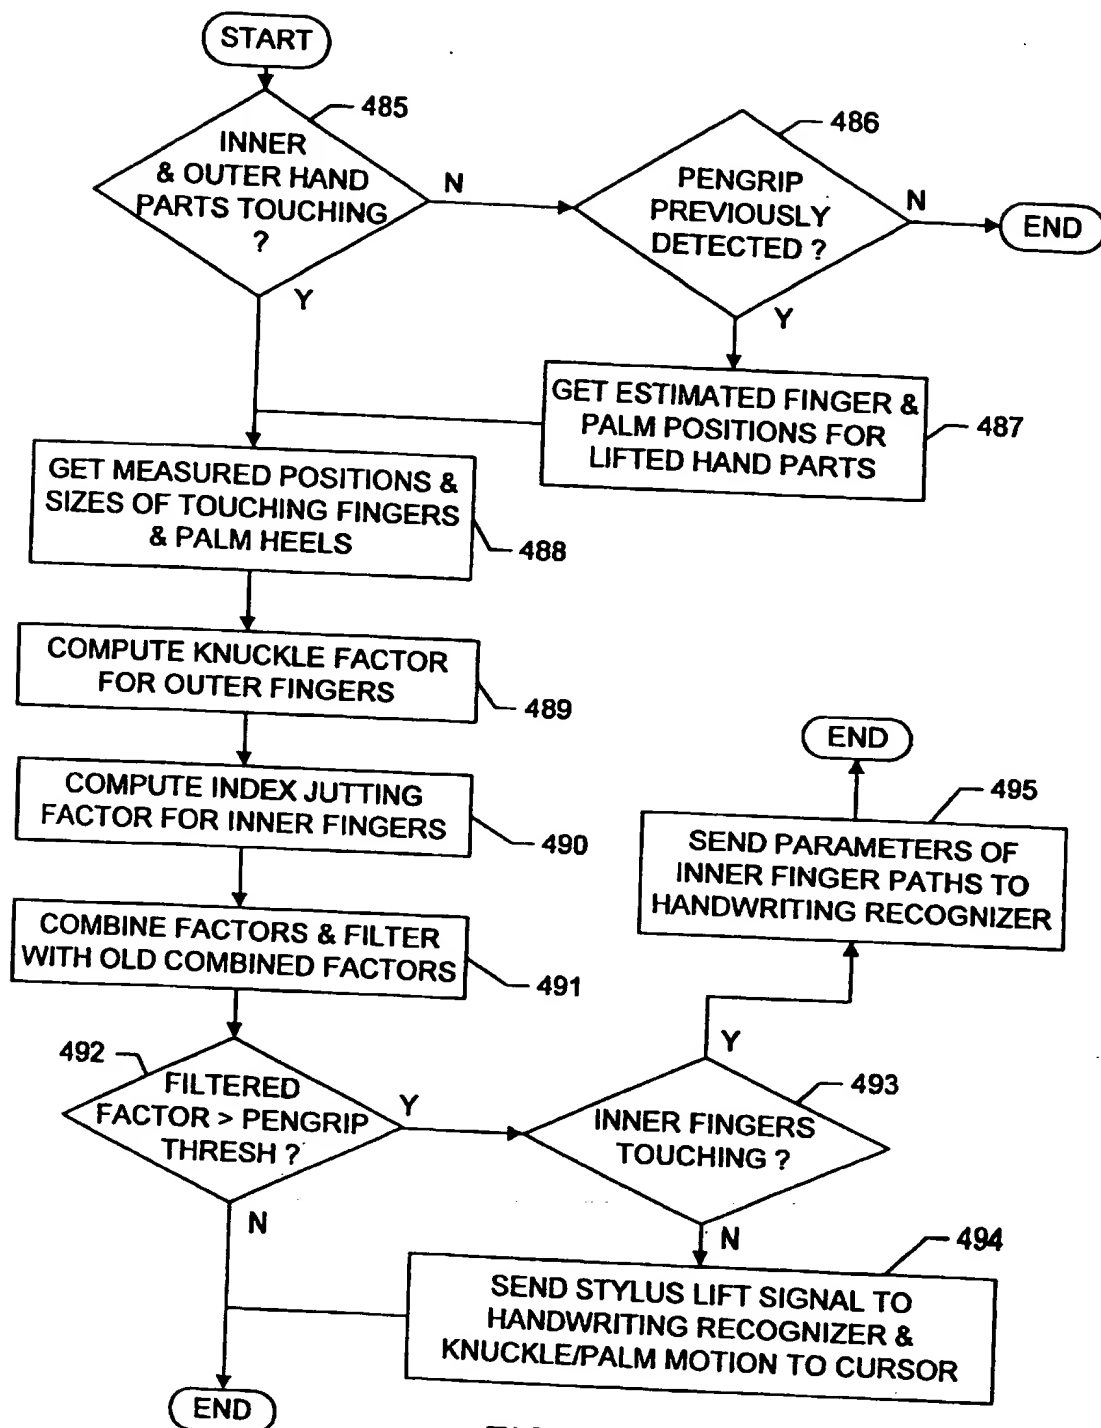 START
485
INNER
& OUTER HAND
PARTS TOUCHING
?
N
Y
486
PENGRIP
PREVIOUSLY
DETECTED ?
N
END
Y
GET ESTIMATED FINGER &
PALM POSITIONS FOR
LIFTED HAND PARTS
487
GET MEASURED POSITIONS &
SIZES OF TOUCHING FINGERS
& PALM HEELS
488
COMPUTE KNUCKLE FACTOR
FOR OUTER FINGERS
489
COMPUTE INDEX JUTTING
FACTOR FOR INNER FINGERS
490
COMBINE FACTORS & FILTER
WITH OLD COMBINED FACTORS
491
492
FILTERED
FACTOR > PENGRIP
THRESH ?
Y
N
END
495
SEND PARAMETERS OF
INNER FINGER PATHS TO
HANDWRITING RECOGNIZER
Y
493
INNER FINGERS
TOUCHING ?
N
494
SEND STYLUS LIFT SIGNAL TO
HANDWRITING RECOGNIZER &
KNUCKLE/PALM MOTION TO CURSOR
END